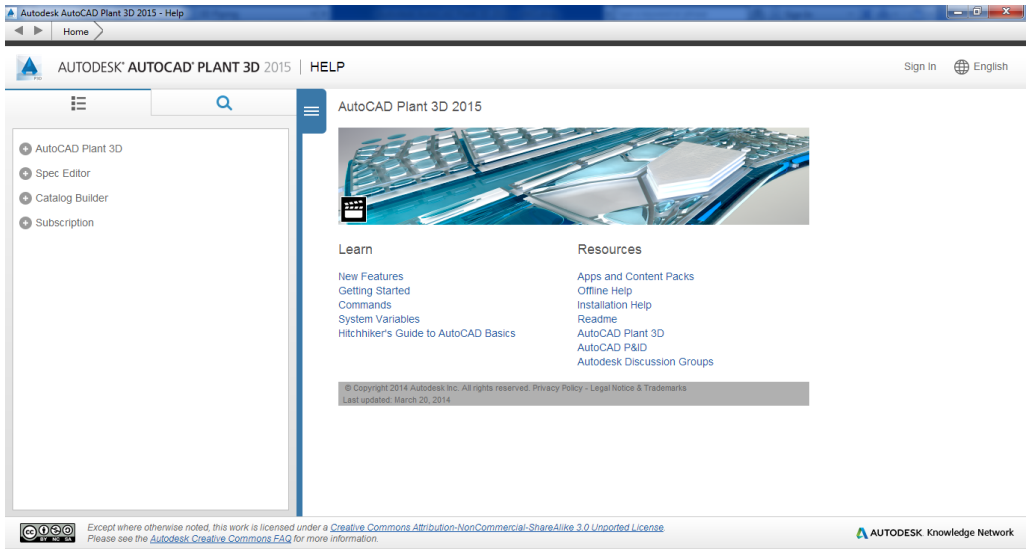 Autodesk AutoCAD Plant 3D 2015 - Help
Home
AUTODESK® AUTOCAD® PLANT 3D 2015 | HELP
Sign In
English
AutoCAD Plant 3D
Spec Editor
Catalog Builder
Subscription
AutoCAD Plant 3D 2015
Learn
New Features
Getting Started
Commands
System Variables
Hitchhiker's Guide to AutoCAD Basics
Resources
Apps and Content Packs
Offline Help
Installation Help
Readme
AutoCAD Plant 3D
AutoCAD P&ID
Autodesk Discussion Groups
© Copyright 2014 Autodesk Inc. All rights reserved. Privacy Policy - Legal Notice & Trademarks
Last updated: March 20, 2014
cc BY NC SA
Except where otherwise noted, this work is licensed under a Creative Commons Attribution-NonCommercial-ShareAlike 3.0 Unported License.
Please see the Autodesk Creative Commons FAQ for more information.
AUTODESK Knowledge Network